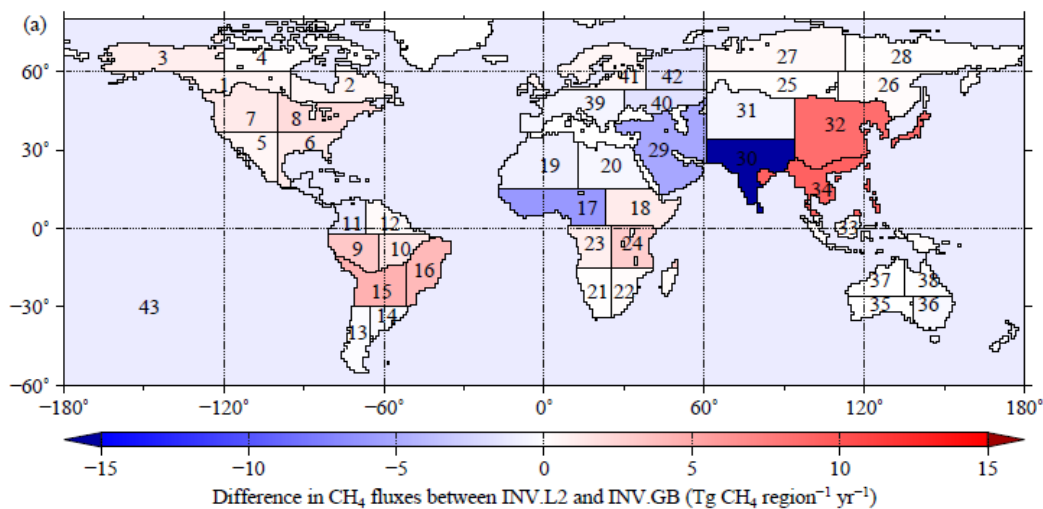 (a)
60°
30°
0°
−30°
−60°
3 4 27 28
1 2 41 42 25 26
7 8 39 40 31 32
5 6 19 20 29 30 34
11 12 17 18 33
9 10 16 23 24
15 21 22 37 38
43 13 14 35 36
−180° −120° −60° 0° 60° 120° 180°
−15 −10 −5 0 5 10 15
Difference in CH₄ fluxes between INV.L2 and INV.GB (Tg CH₄ region⁻¹ yr⁻¹)